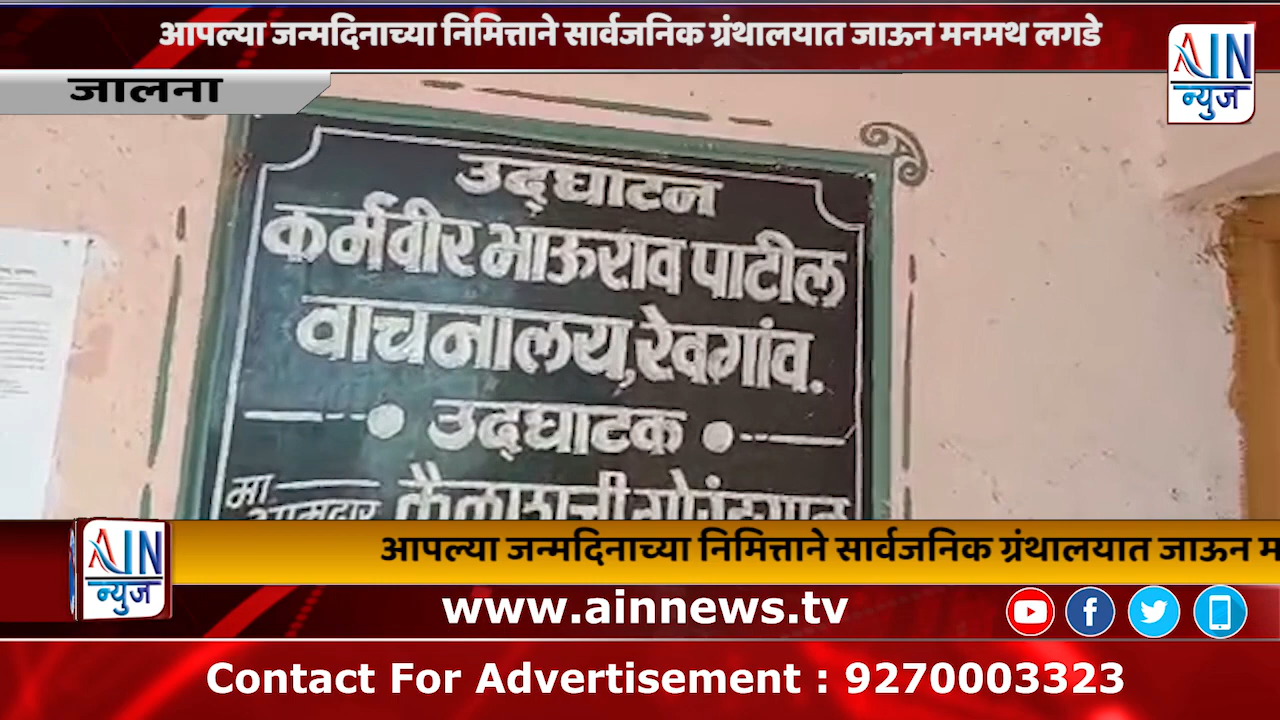 आपल्या जन्मदिनाच्या निमित्ताने सार्वजनिक ग्रंथालयात जाऊन मनमथ लगडे
AIN
न्युज
जालना
उद्‌घाटन
कर्मवीर भाऊराव पाटील
वाचनालय, रेवगांव.
उद्‌घाटक
मा.
आमदार
आपल्या जन्मदिनाच्या निमित्ताने सार्वजनिक ग्रंथालयात जाऊन म
AIN
न्युज
www.ainnews.tv
Contact For Advertisement : 9270003323